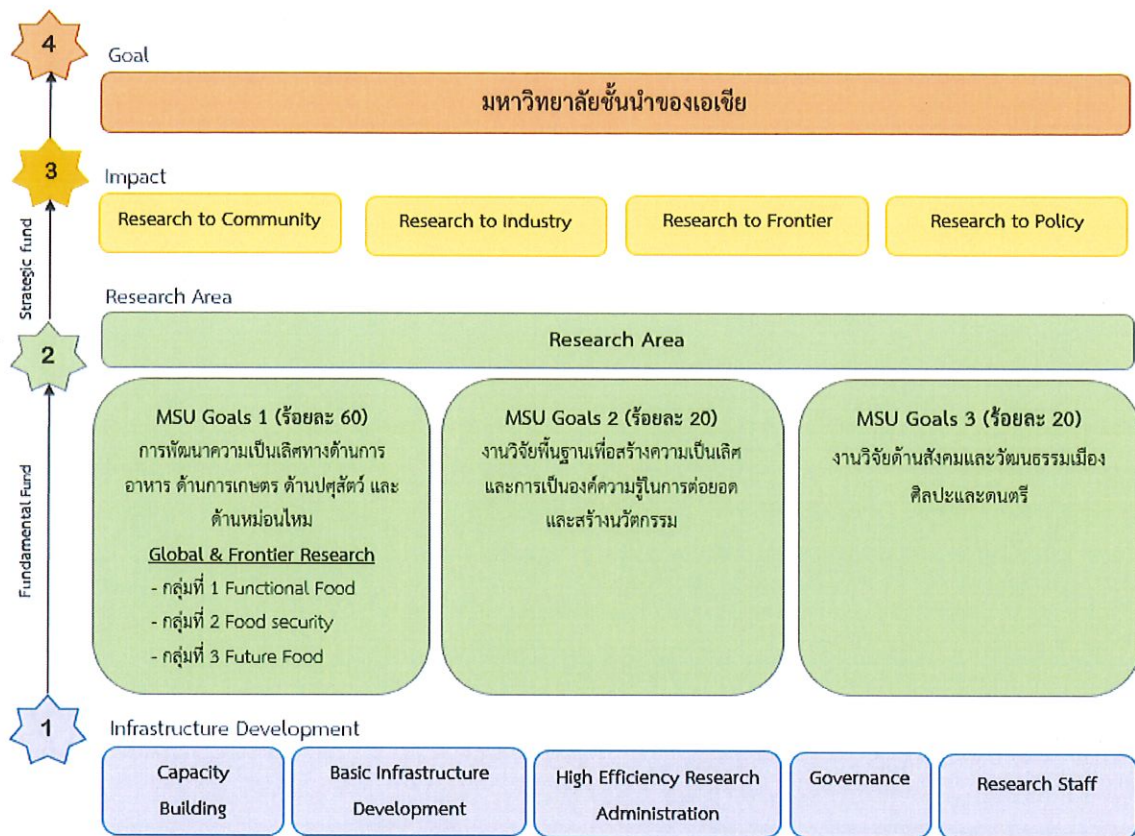 4
Goal
มหาวิทยาลัยชั้นนำของเอเชีย
3
Impact
Research to Community
Research to Industry
Research to Frontier
Research to Policy
Strategic fund
Research Area
2
Research Area
MSU Goals 1 (ร้อยละ 60)
การพัฒนาความเป็นเลิศทางด้านการ
อาหาร ด้านการเกษตร ด้านปศุสัตว์ และ
ด้านหม่อนไหม
Global & Frontier Research
- กลุ่มที่ 1 Functional Food
- กลุ่มที่ 2 Food security
- กลุ่มที่ 3 Future Food
MSU Goals 2 (ร้อยละ 20)
งานวิจัยพื้นฐานเพื่อสร้างความเป็นเลิศ
และการเป็นองค์ความรู้ในการต่อยอด
และสร้างนวัตกรรม
MSU Goals 3 (ร้อยละ 20)
งานวิจัยด้านสังคมและวัฒนธรรมเมือง
ศิลปะและดนตรี
Fundamental Fund
1
Infrastructure Development
Capacity
Building
Basic Infrastructure
Development
High Efficiency Research
Administration
Governance
Research Staff